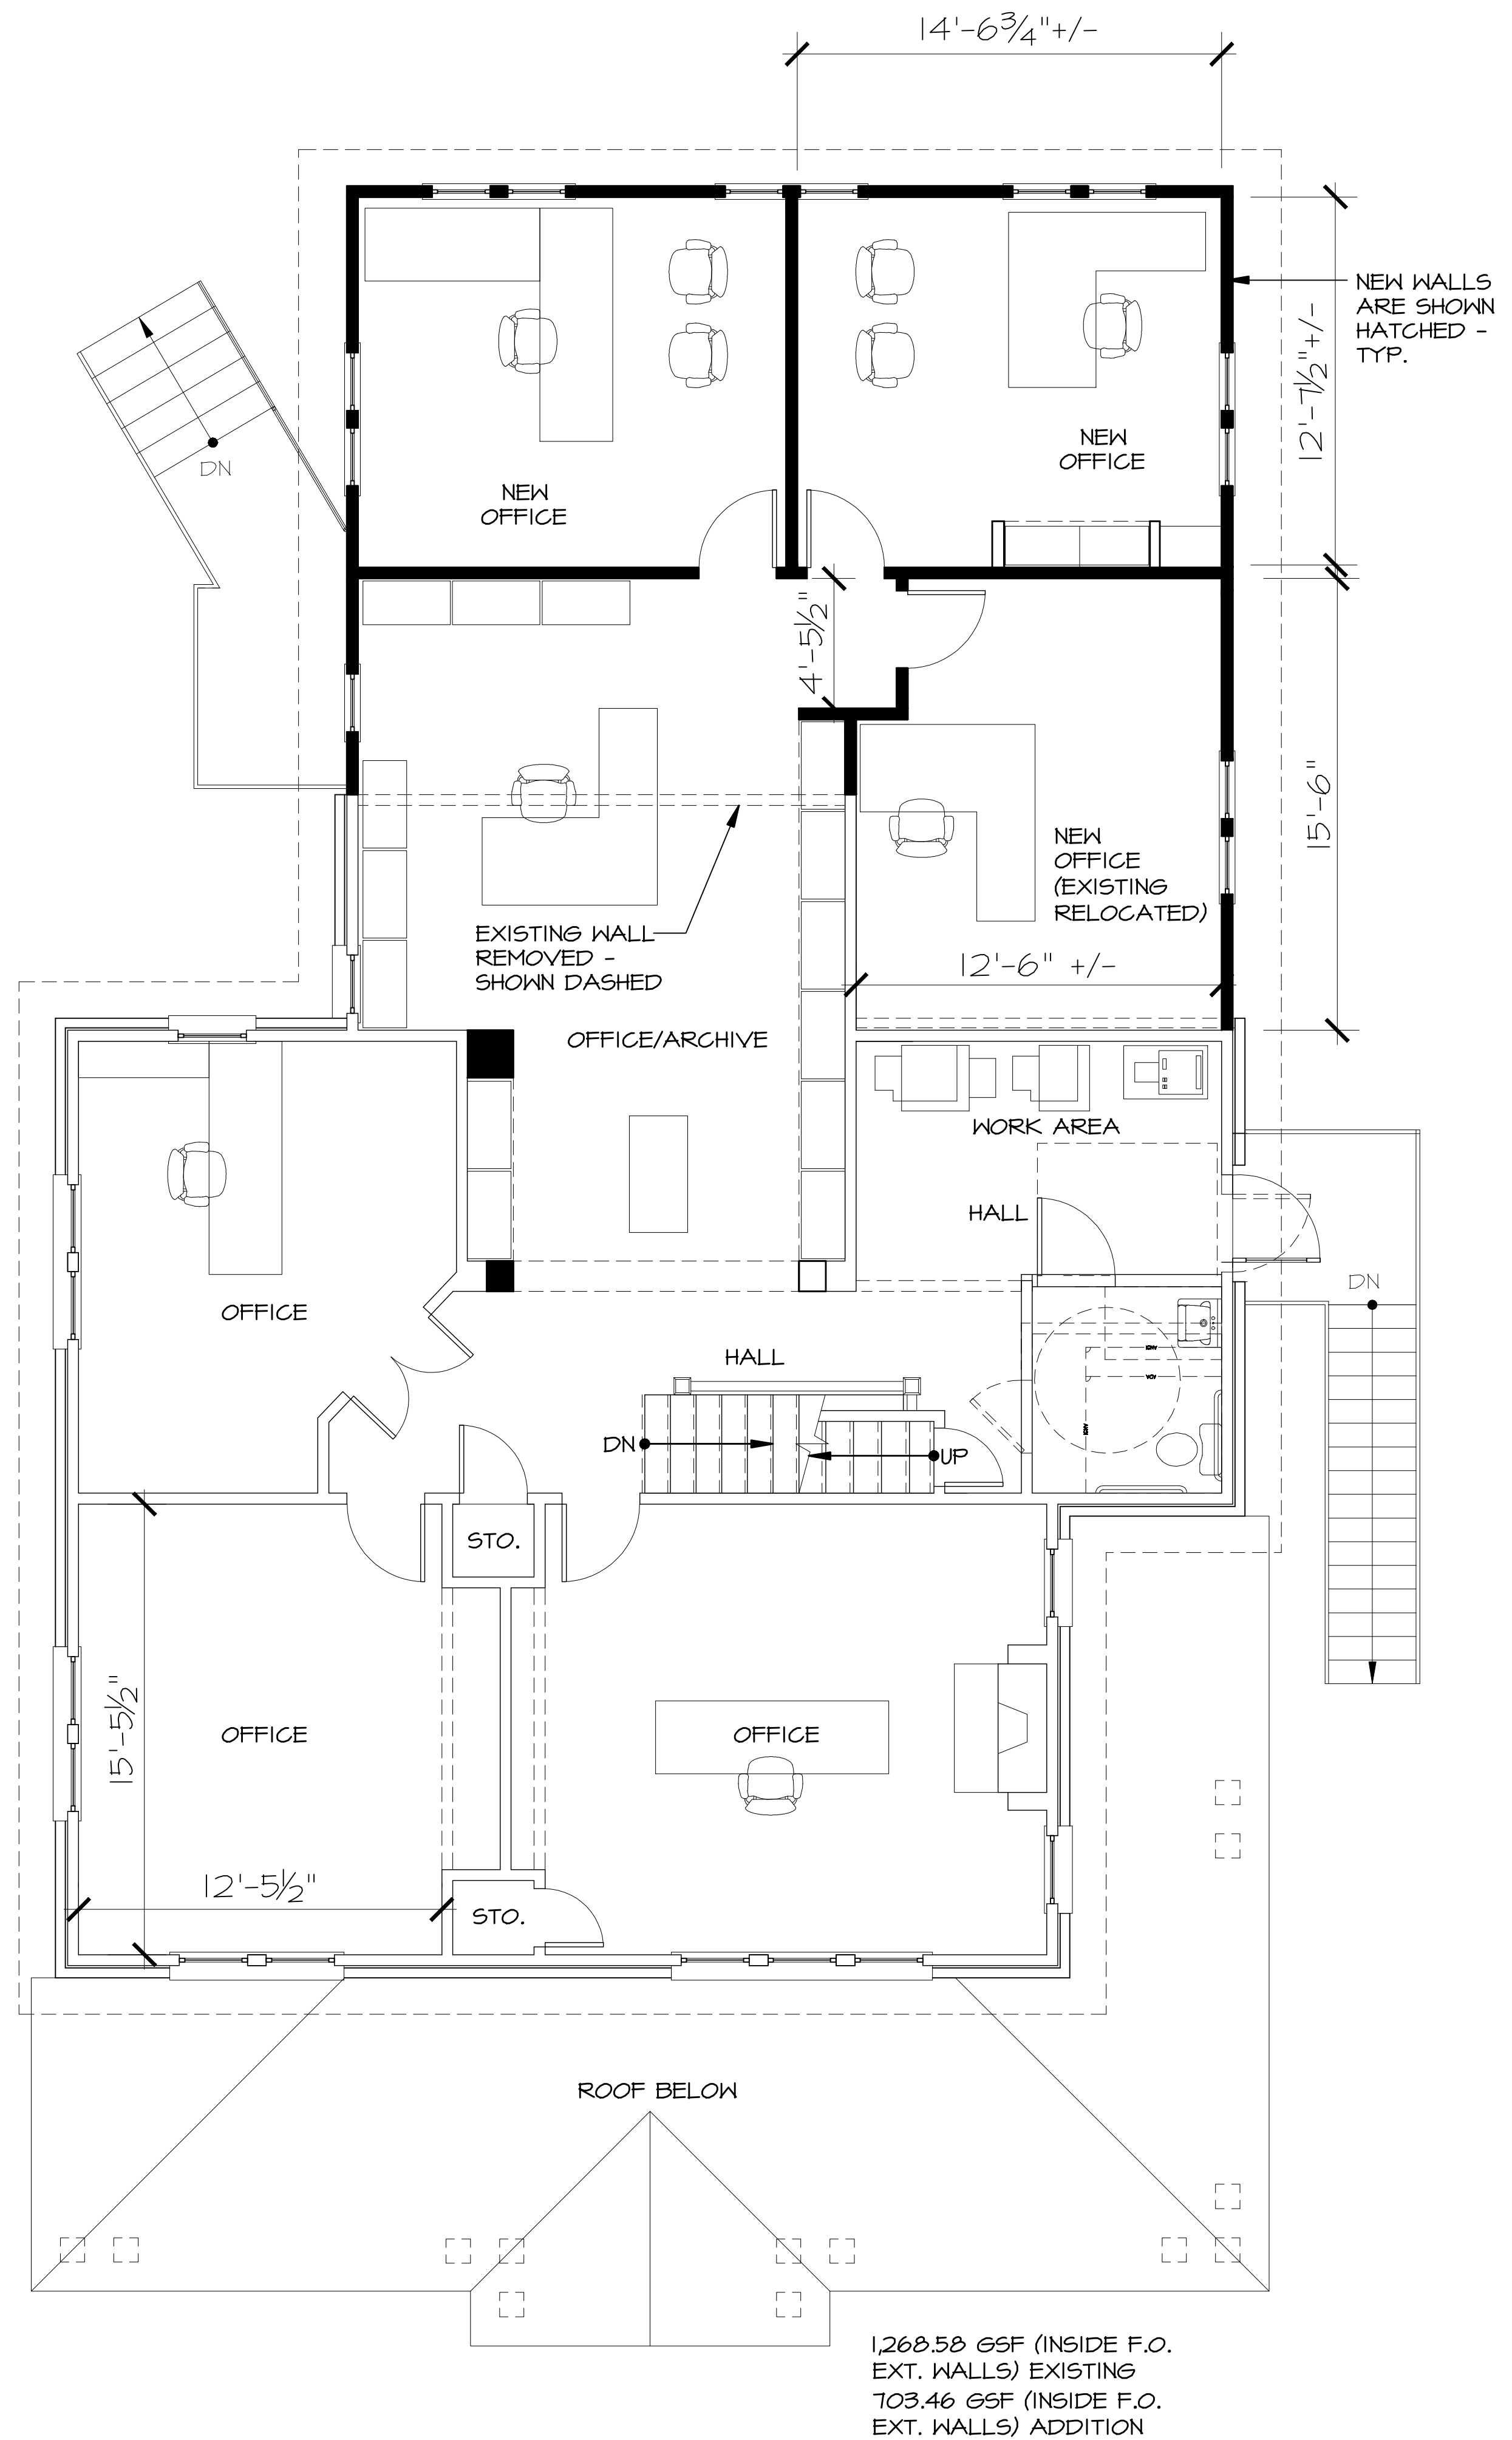 14'-6¾"+/-
NEW WALLS
ARE SHOWN
HATCHED -
TYP.
12'-7½"+/-
DN
NEW
OFFICE
NEW
OFFICE
4'-5½"
15'-6"
NEW
OFFICE
(EXISTING
RELOCATED)
EXISTING WALL
REMOVED -
SHOWN DASHED
12'-6" +/-
OFFICE/ARCHIVE
WORK AREA
HALL
DN
OFFICE
HALL
ADA
ADA
ADA
DN
UP
STO.
15'-5½"
OFFICE
OFFICE
12'-5½"
STO.
ROOF BELOW
1,268.58 GSF (INSIDE F.O.
EXT. WALLS) EXISTING
703.46 GSF (INSIDE F.O.
EXT. WALLS) ADDITION